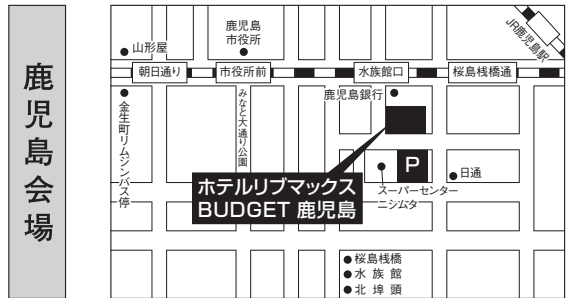 鹿児島会場
山形屋
鹿児島
市役所
JR鹿児島駅
朝日通り
市役所前
水族館口
桜島桟橋通
金生町リムジンバス停
みなと大通り公園
鹿児島銀行
P
日通
スーパーセンター
ニシムタ
ホテルリブマックス
BUDGET 鹿児島
桜島桟橋
水族館
北埠頭